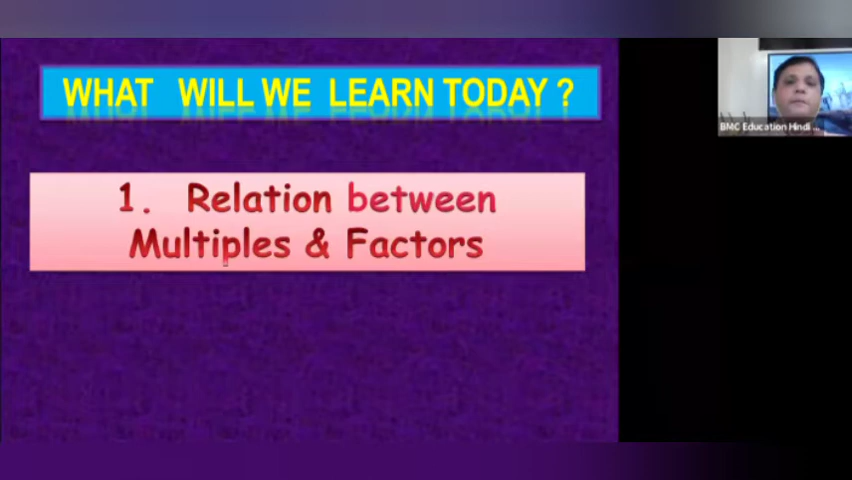 WHAT WILL WE LEARN TODAY ?
1. Relation between
Multiples & Factors
BMC Education Hindi ...